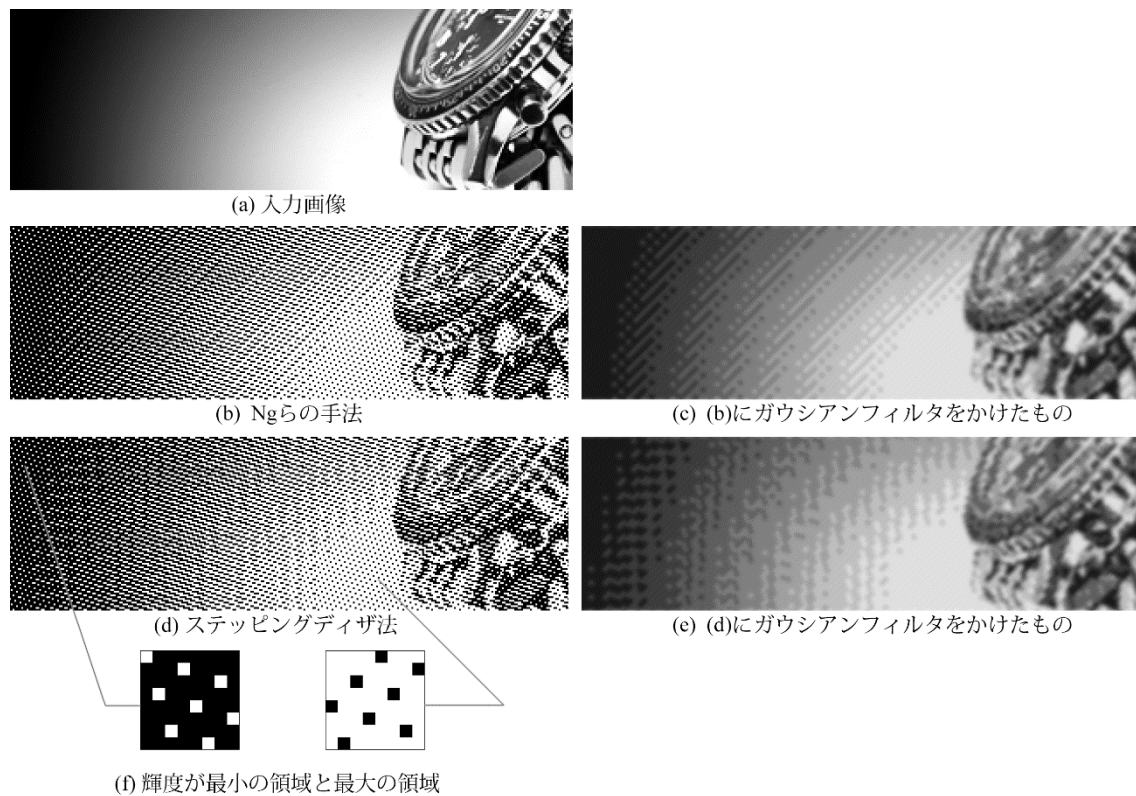 (a) 入力画像
(b) Ngらの手法
(c) (b)にガウシアンフィルタをかけたもの
(d) ステッピングディザ法
(e) (d)にガウシアンフィルタをかけたもの
(f) 輝度が最小の領域と最大の領域